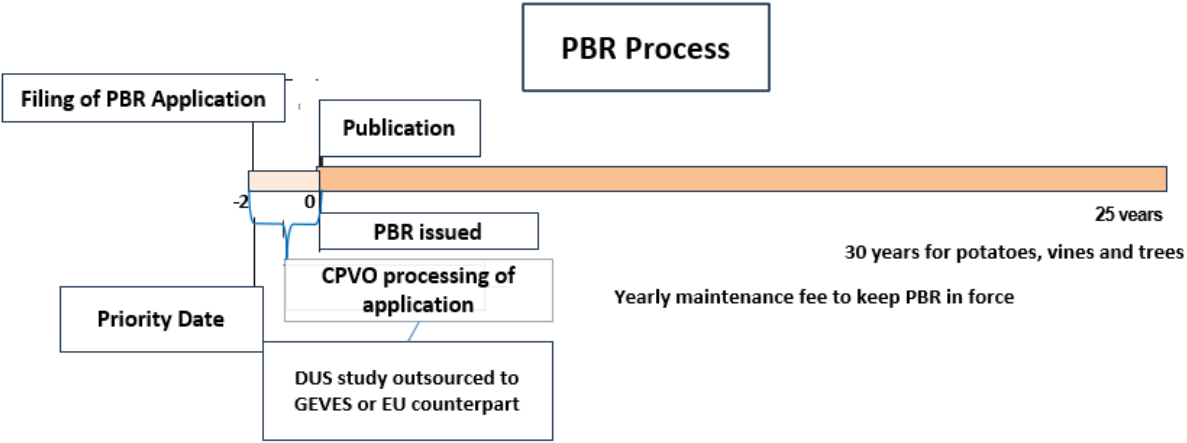 PBR Process
Filing of PBR Application
Publication
-2
0
25 years
PBR issued
30 years for potatoes, vines and trees
CPVO processing of
application
Yearly maintenance fee to keep PBR in force
Priority Date
DUS study outsourced to
GEVES or EU counterpart